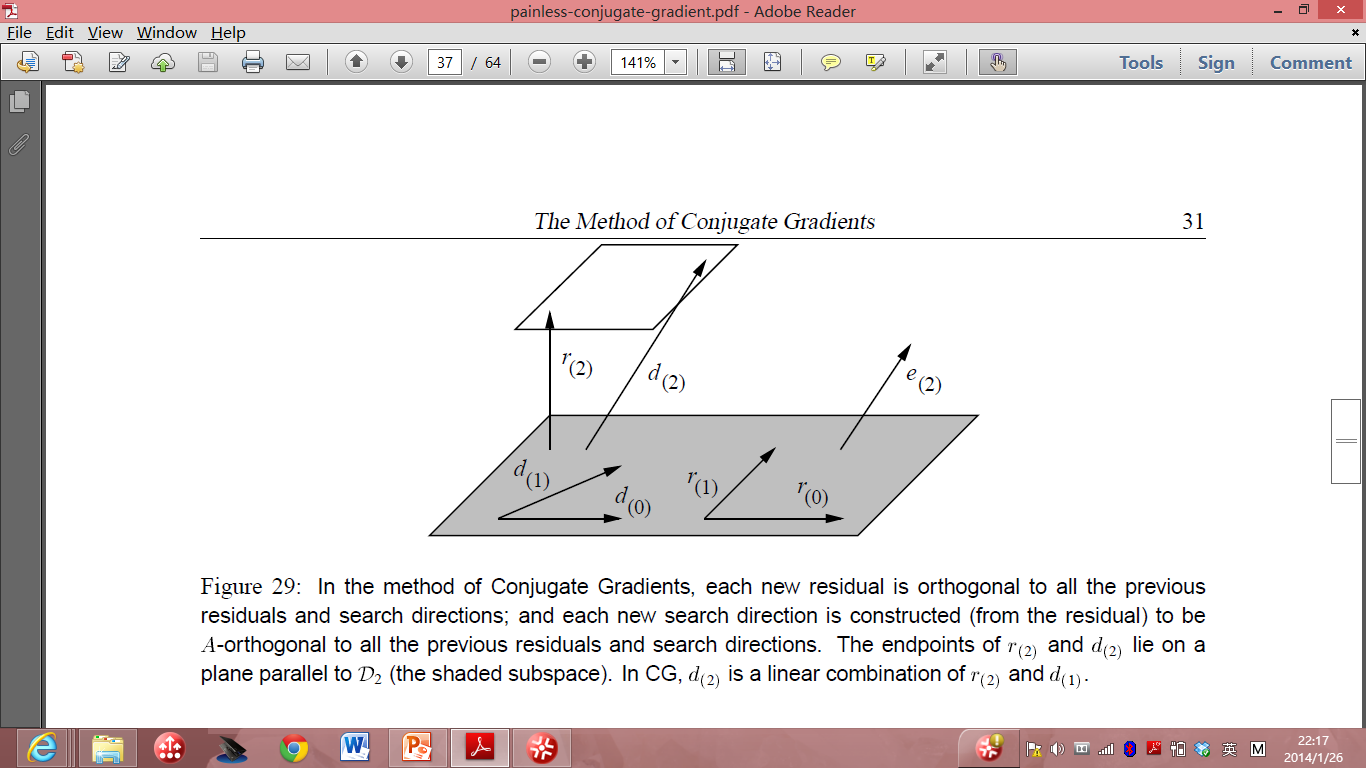 painless-conjugate-gradient.pdf - Adobe Reader
File Edit View Window Help
37 / 64 141% Tools Sign Comment
The Method of Conjugate Gradients 31
r(2)
d(2)
e(2)
d(1)
d(0)
r(1)
r(0)
Figure 29: In the method of Conjugate Gradients, each new residual is orthogonal to all the previous
residuals and search directions; and each new search direction is constructed (from the residual) to be
A-orthogonal to all the previous residuals and search directions. The endpoints of r(2) and d(2) lie on a
plane parallel to D2 (the shaded subspace). In CG, d(2) is a linear combination of r(2) and d(1).
英 M
22:17
2014/1/26